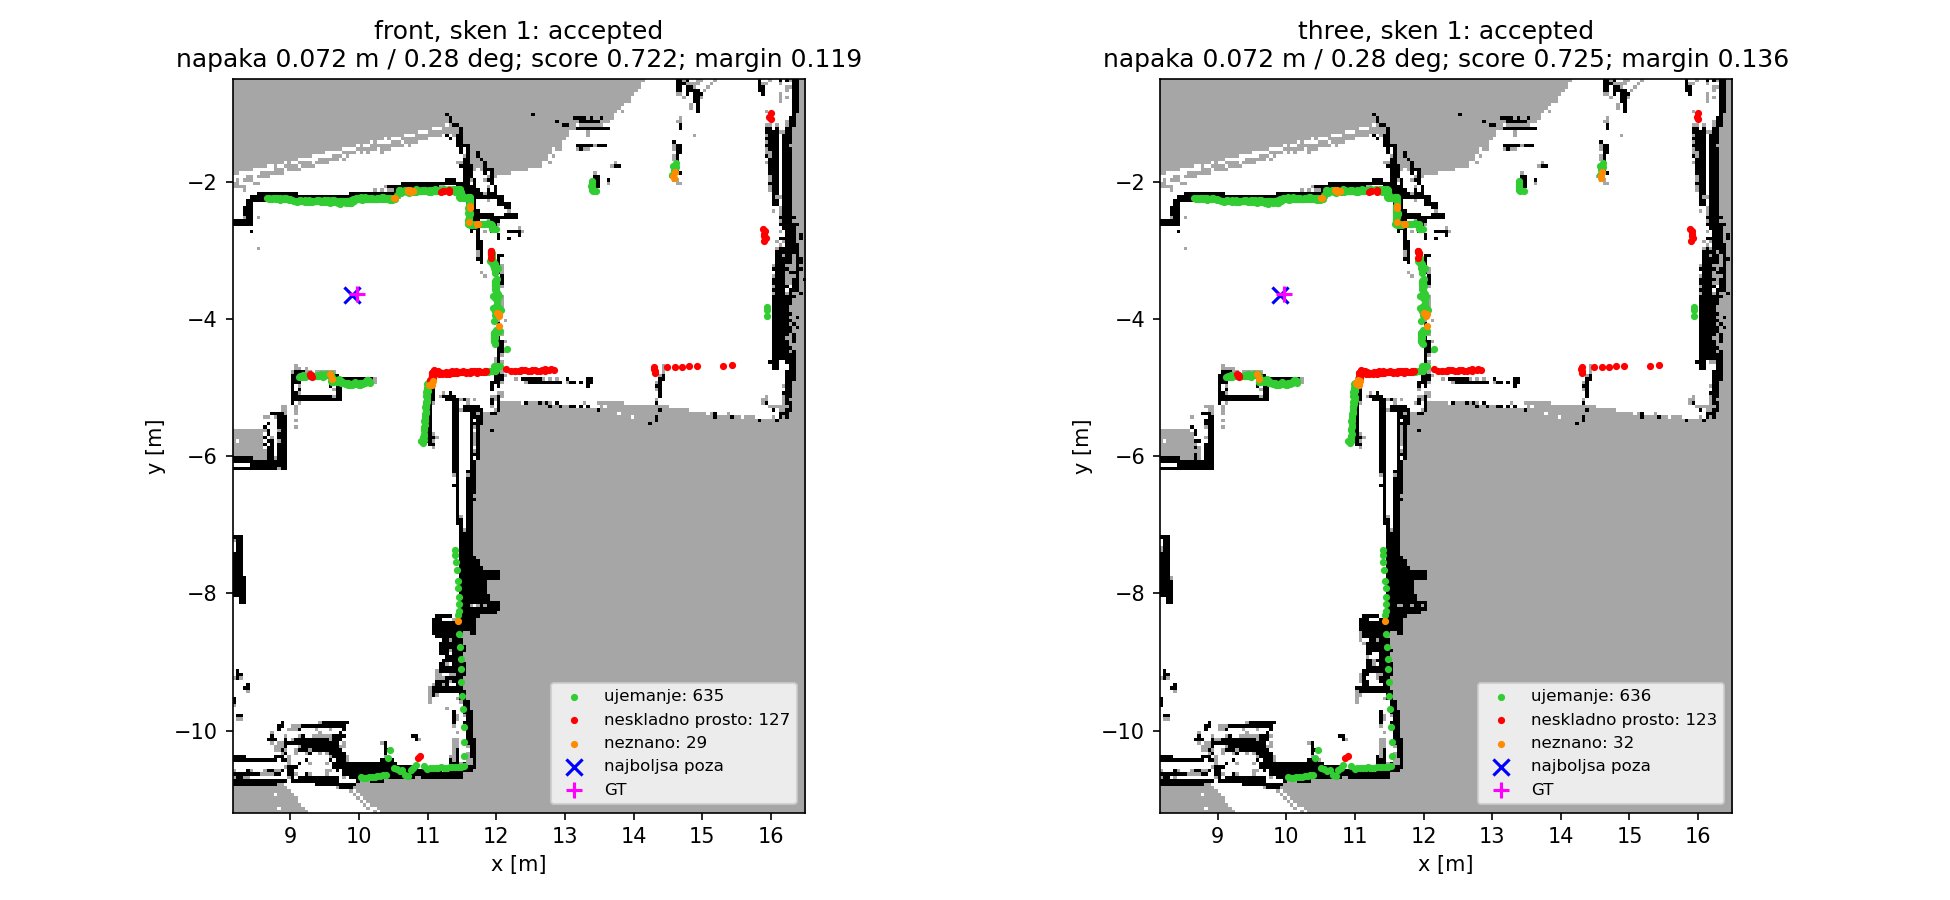 front, sken 1: accepted
napaka 0.072 m / 0.28 deg; score 0.722; margin 0.119
y [m]
−2
−4
−6
−8
−10
9 10 11 12 13 14 15 16
x [m]
ujemanje: 635
neskladno prosto: 127
neznano: 29
najboljsa poza
GT
three, sken 1: accepted
napaka 0.072 m / 0.28 deg; score 0.725; margin 0.136
y [m]
−2
−4
−6
−8
−10
9 10 11 12 13 14 15 16
x [m]
ujemanje: 636
neskladno prosto: 123
neznano: 32
najboljsa poza
GT